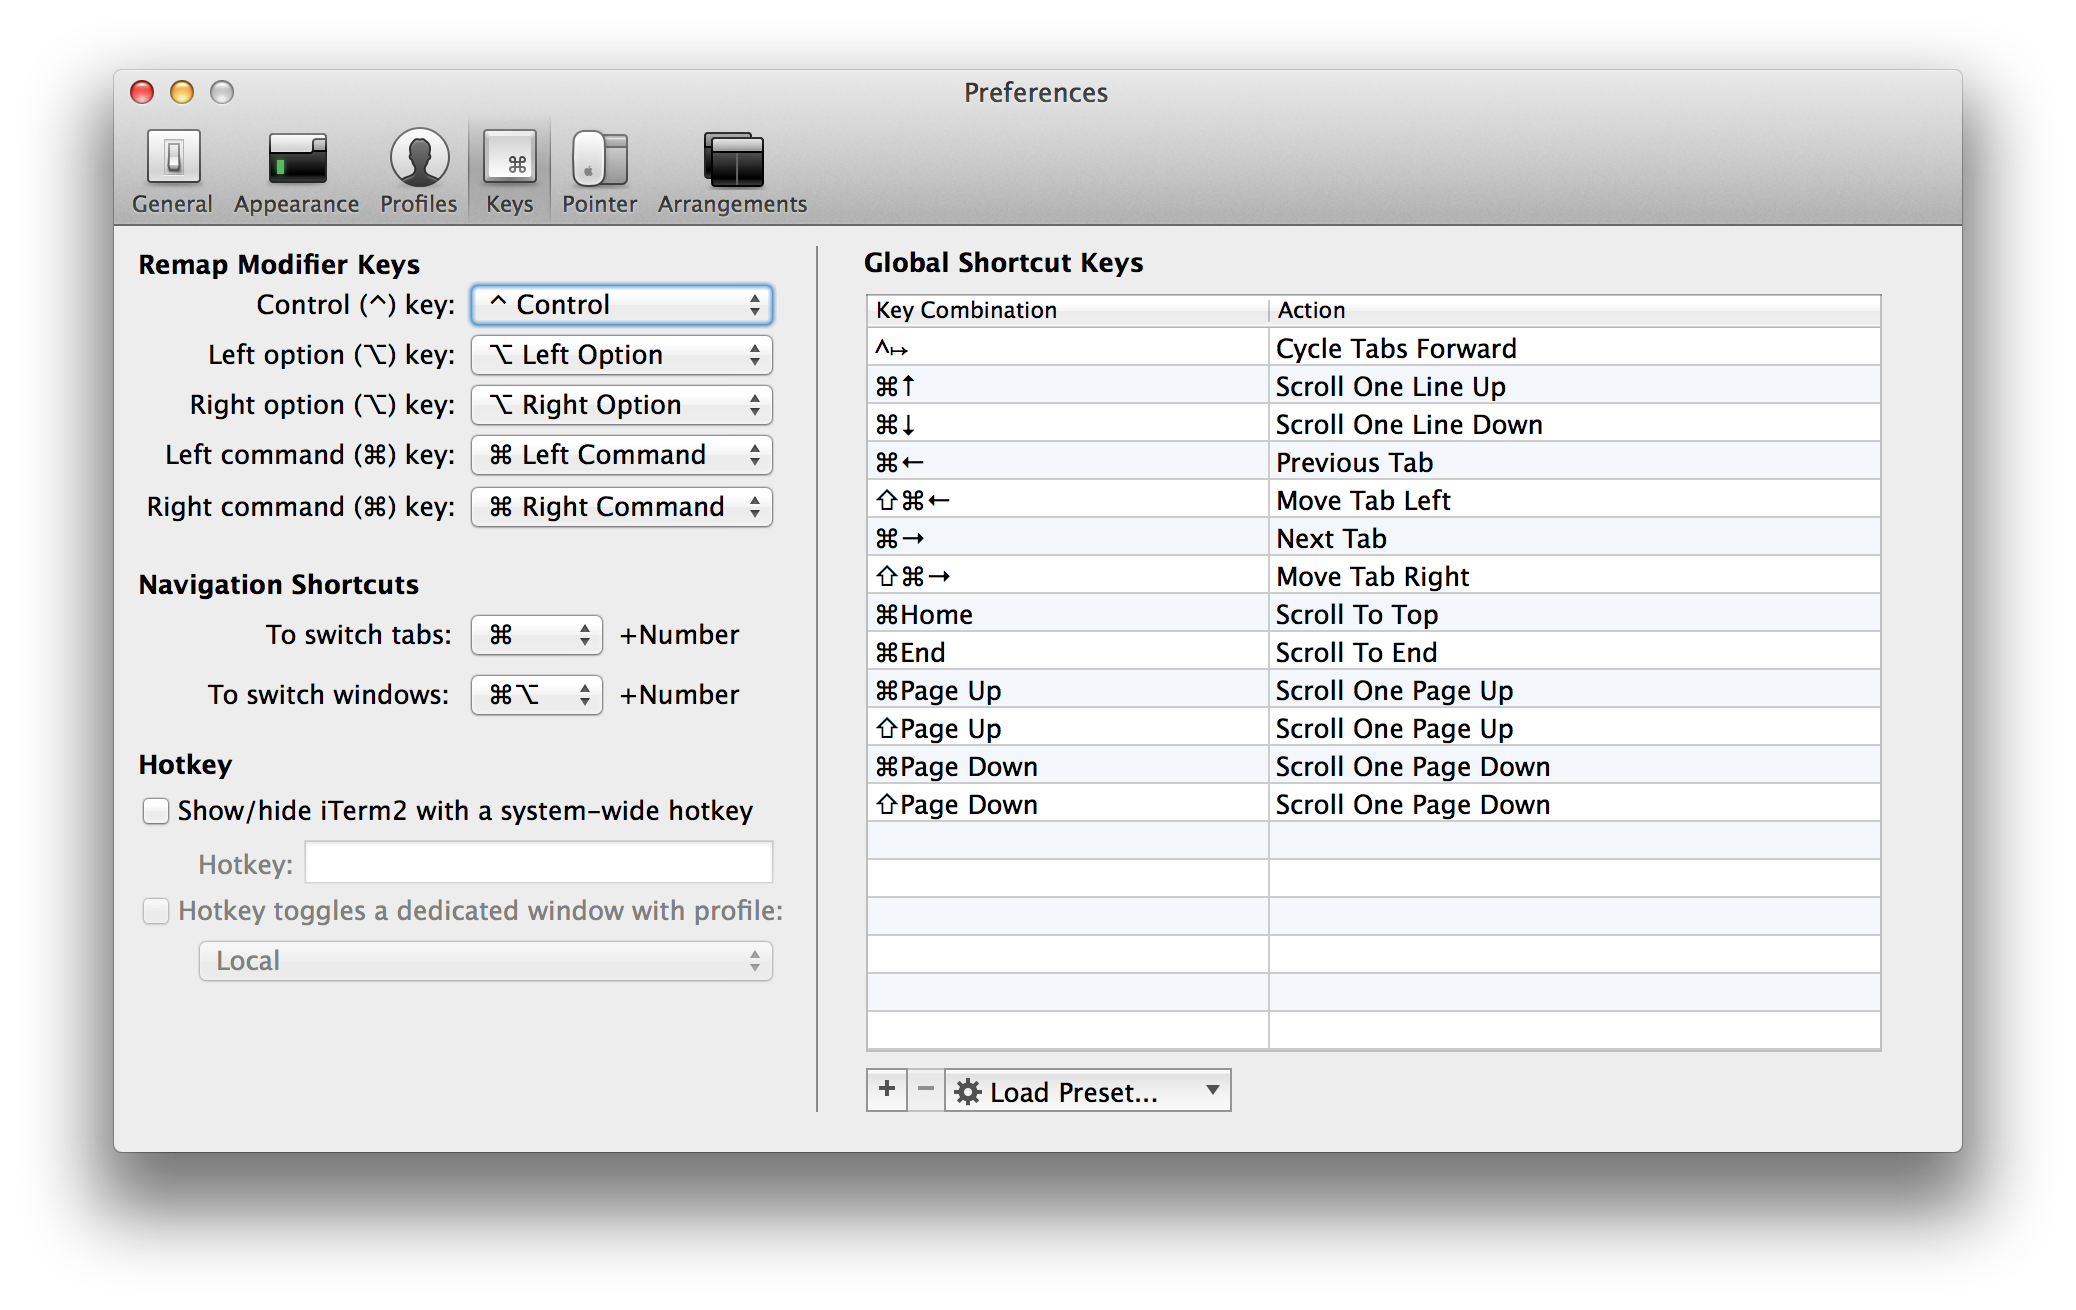 Preferences
General Appearance Profiles Keys Pointer Arrangements
Remap Modifier Keys
Control (^) key: ^ Control
Left option (⌥) key: ⌥ Left Option
Right option (⌥) key: ⌥ Right Option
Left command (⌘) key: ⌘ Left Command
Right command (⌘) key: ⌘ Right Command
Navigation Shortcuts
To switch tabs: ⌘ +Number
To switch windows: ⌘⌥ +Number
Hotkey
Show/hide iTerm2 with a system-wide hotkey
Hotkey:
Hotkey toggles a dedicated window with profile:
Local
Global Shortcut Keys
Key Combination Action
^↦ Cycle Tabs Forward
⌘↑ Scroll One Line Up
⌘↓ Scroll One Line Down
⌘← Previous Tab
⇧⌘← Move Tab Left
⌘→ Next Tab
⇧⌘→ Move Tab Right
⌘Home Scroll To Top
⌘End Scroll To End
⌘Page Up Scroll One Page Up
⇧Page Up Scroll One Page Up
⌘Page Down Scroll One Page Down
⇧Page Down Scroll One Page Down
+ − Load Preset...